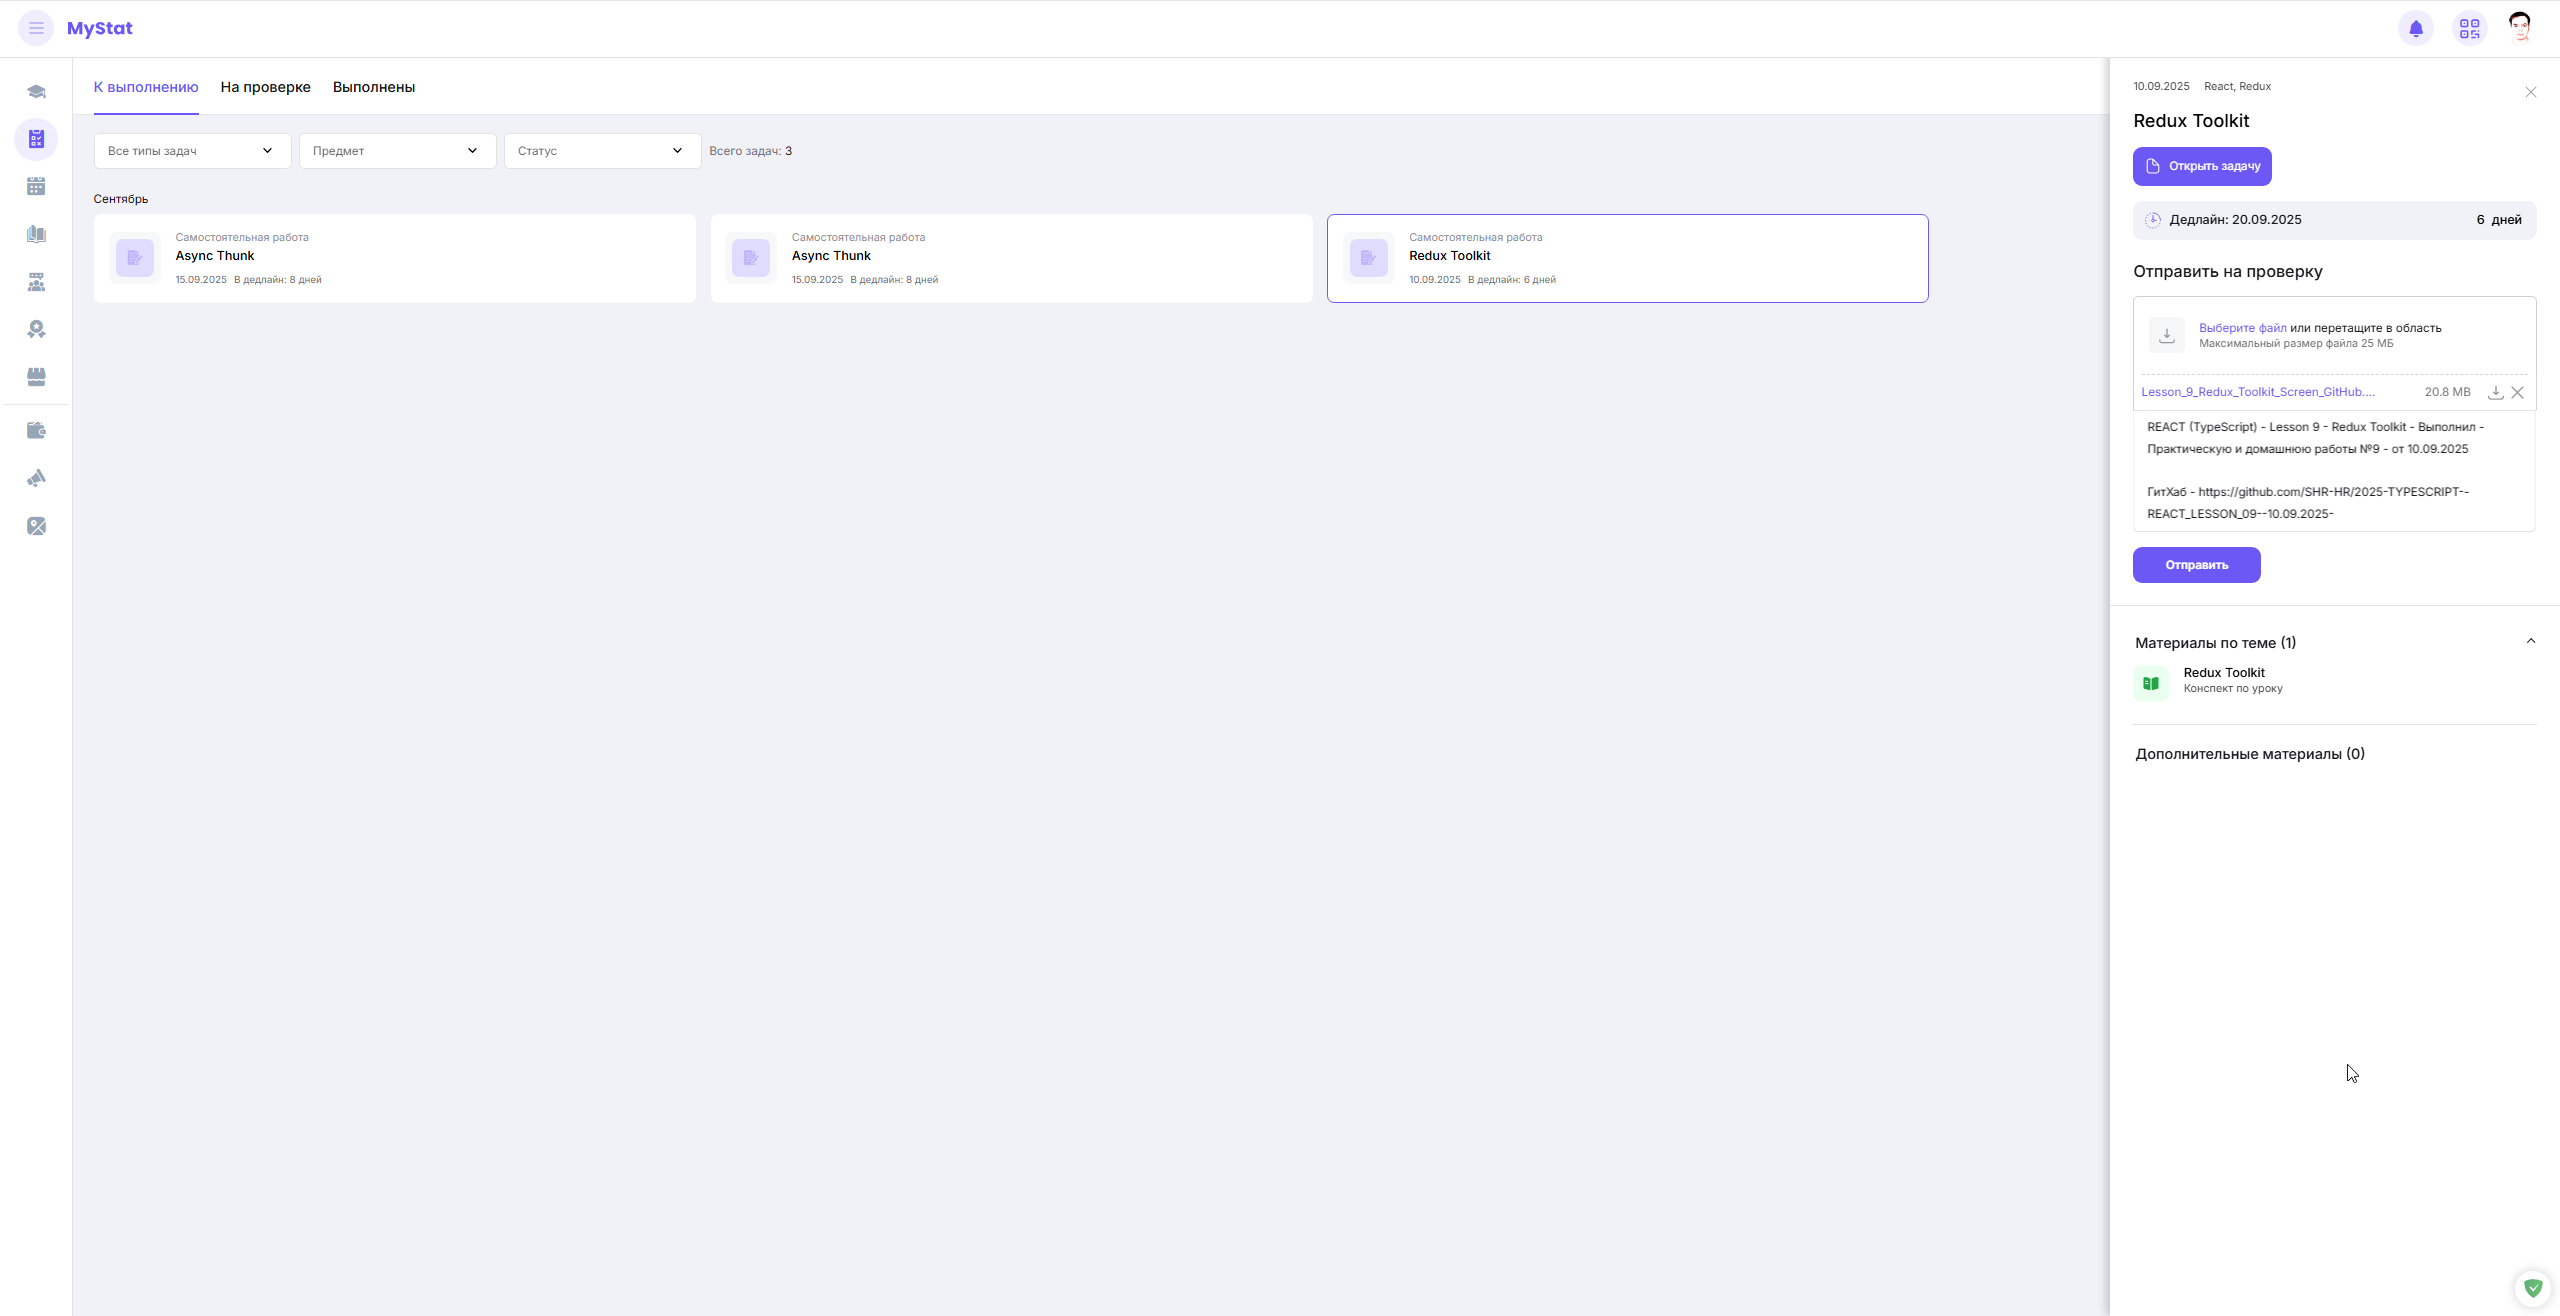 MyStat
К выполнению
На проверке
Выполнены
Все типы задач
Предмет
Статус
Всего задач: 3
Сентябрь
Самостоятельная работа
Async Thunk
15.09.2025 В дедлайн: 8 дней
Самостоятельная работа
Async Thunk
15.09.2025 В дедлайн: 8 дней
Самостоятельная работа
Redux Toolkit
10.09.2025 В дедлайн: 6 дней
10.09.2025 React, Redux
Redux Toolkit
Открыть задачу
Дедлайн: 20.09.2025 6 дней
Отправить на проверку
Выберите файл или перетащите в область
Максимальный размер файла 25 МБ
Lesson_9_Redux_Toolkit_Screen_GitHub.... 20.8 MB
REACT (TypeScript) - Lesson 9 - Redux Toolkit - Выполнил -
Практическую и домашнюю работы №9 - от 10.09.2025
ГитХаб - https://github.com/SHR-HR/2025-TYPESCRIPT--
REACT_LESSON_09--10.09.2025-
Отправить
Материалы по теме (1)
Redux Toolkit
Конспект по уроку
Дополнительные материалы (0)